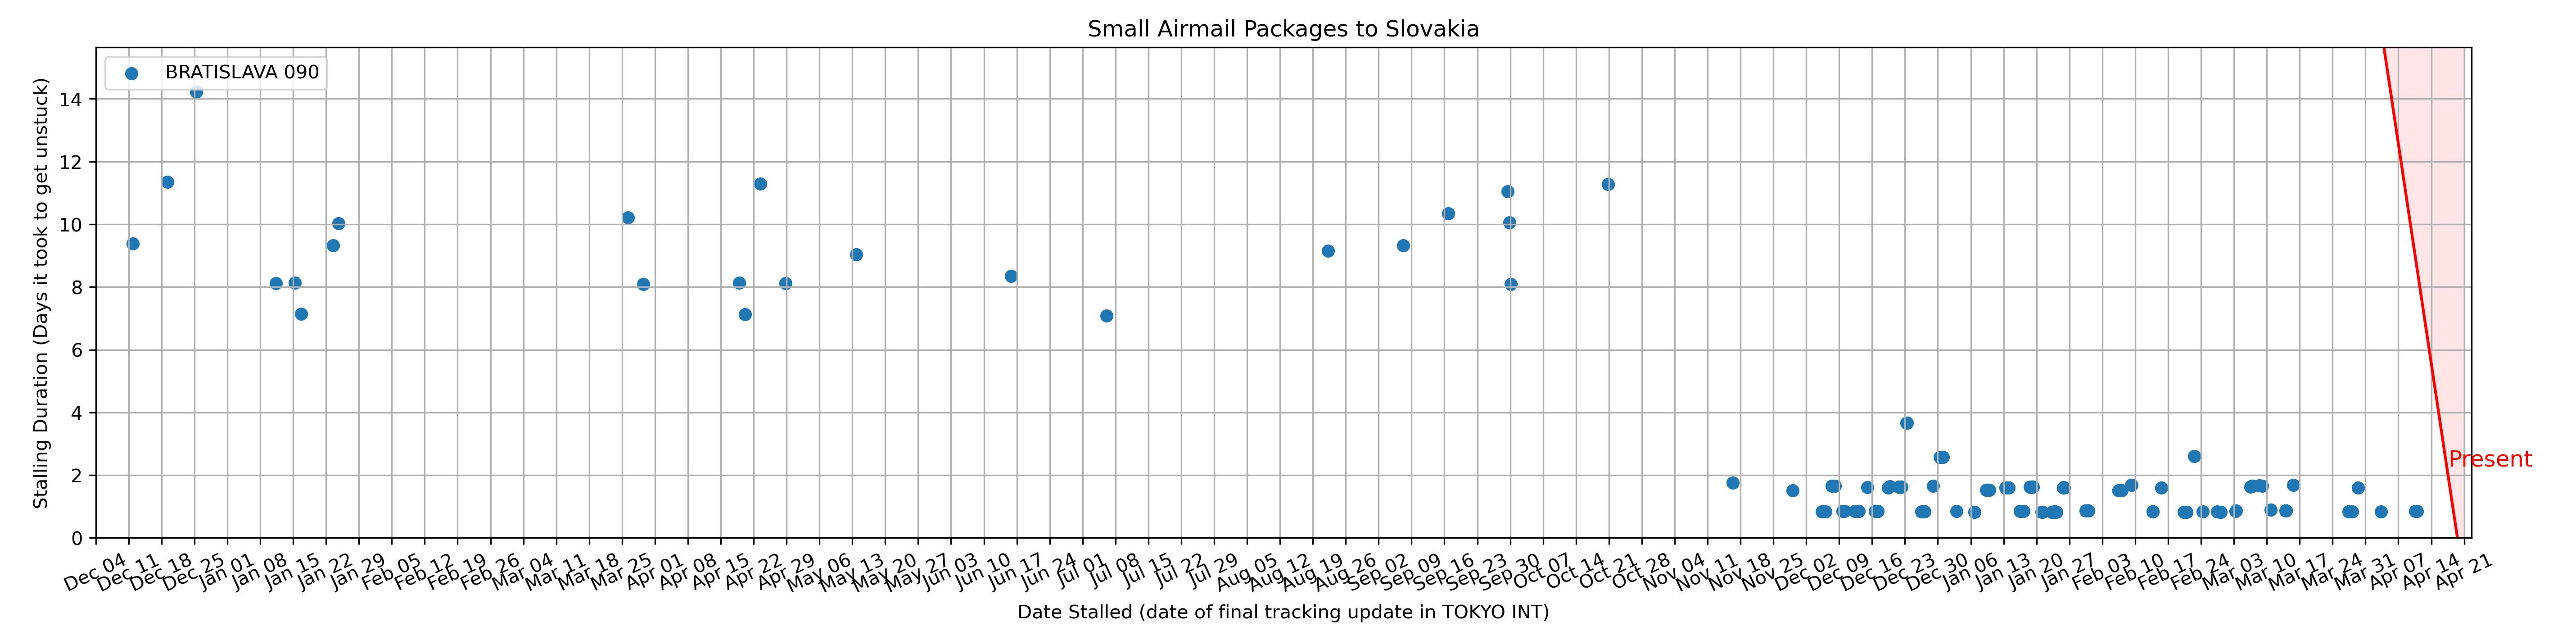 Small Airmail Packages to Slovakia
BRATISLAVA 090
Stalling Duration (Days it took to get unstuck)
14
12
10
8
6
4
2
0
Present
Dec 04 Dec 11 Dec 18 Dec 25 Jan 01 Jan 08 Jan 15 Jan 22 Jan 29 Feb 05 Feb 12 Feb 19 Feb 26 Mar 04 Mar 11 Mar 18 Mar 25 Apr 01 Apr 08 Apr 15 Apr 22 Apr 29 May 06 May 13 May 20 May 27 Jun 03 Jun 10 Jun 17 Jun 24 Jul 01 Jul 08 Jul 15 Jul 22 Jul 29 Aug 05 Aug 12 Aug 19 Aug 26 Sep 02 Sep 09 Sep 16 Sep 23 Sep 30 Oct 07 Oct 14 Oct 21 Oct 28 Nov 04 Nov 11 Nov 18 Nov 25 Dec 02 Dec 09 Dec 16 Dec 23 Dec 30 Jan 06 Jan 13 Jan 20 Jan 27 Feb 03 Feb 10 Feb 17 Feb 24 Mar 03 Mar 10 Mar 17 Mar 24 Mar 31 Apr 07 Apr 14 Apr 21
Date Stalled (date of final tracking update in TOKYO INT)